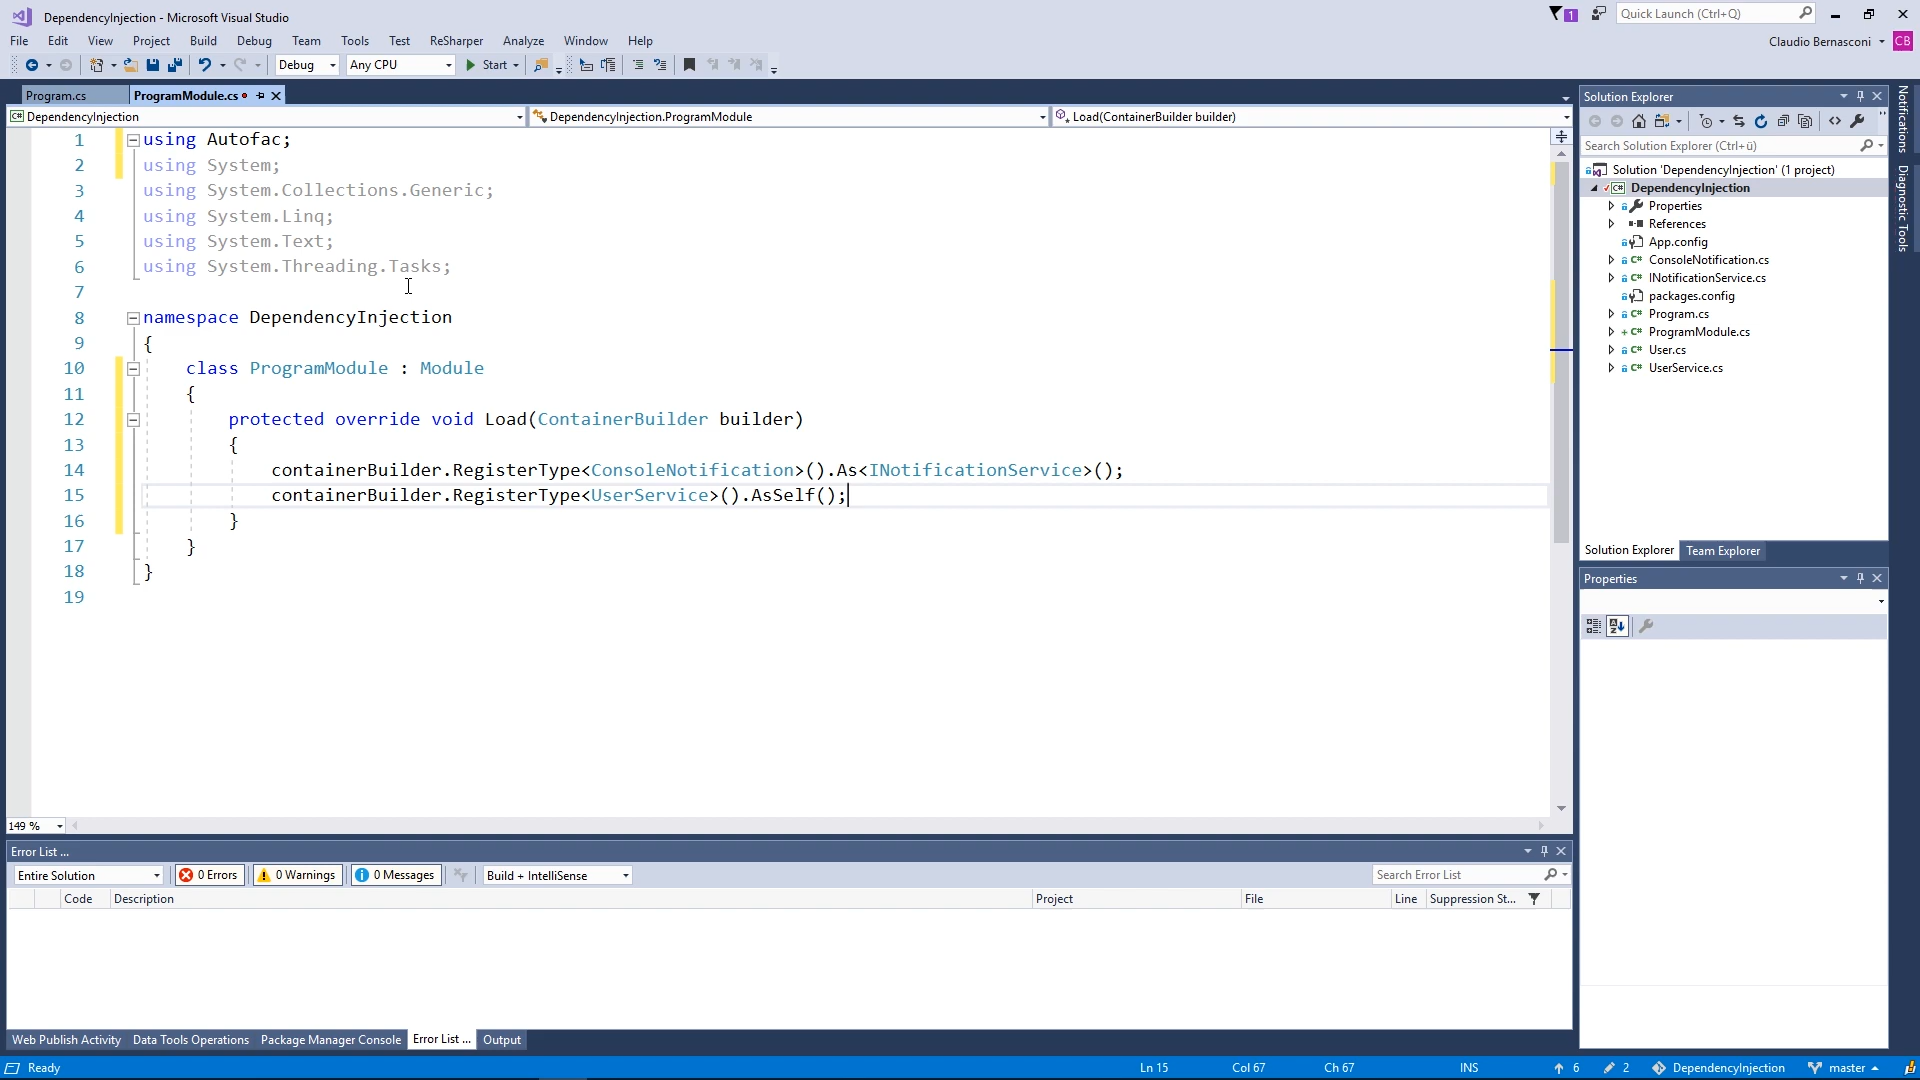 DependencyInjection - Microsoft Visual Studio
1
Quick Launch (Ctrl+Q)
File Edit View Project Build Debug Team Tools Test ReSharper Analyze Window Help
Claudio Bernasconi CB
Debug Any CPU Start
Program.cs ProgramModule.cs
DependencyInjection DependencyInjection.ProgramModule Load(ContainerBuilder builder)
1 using Autofac;
2 using System;
3 using System.Collections.Generic;
4 using System.Linq;
5 using System.Text;
6 using System.Threading.Tasks;
7
8 namespace DependencyInjection
9 {
10 class ProgramModule : Module
11 {
12 protected override void Load(ContainerBuilder builder)
13 {
14 containerBuilder.RegisterType<ConsoleNotification>().As<INotificationService>();
15 containerBuilder.RegisterType<UserService>().AsSelf();
16 }
17 }
18 }
19
149 %
Solution Explorer
Search Solution Explorer (Ctrl+ü)
Solution 'DependencyInjection' (1 project)
C# DependencyInjection
Properties
References
App.config
C# ConsoleNotification.cs
C# INotificationService.cs
packages.config
C# Program.cs
+ C# ProgramModule.cs
C# User.cs
C# UserService.cs
Solution Explorer Team Explorer
Properties
Notifications
Diagnostic Tools
Error List ...
Entire Solution 0 Errors 0 Warnings 0 Messages Build + IntelliSense Search Error List
Code Description Project File Line Suppression St...
Web Publish Activity Data Tools Operations Package Manager Console Error List ... Output
Ready Ln 15 Col 67 Ch 67 INS 6 2 DependencyInjection master